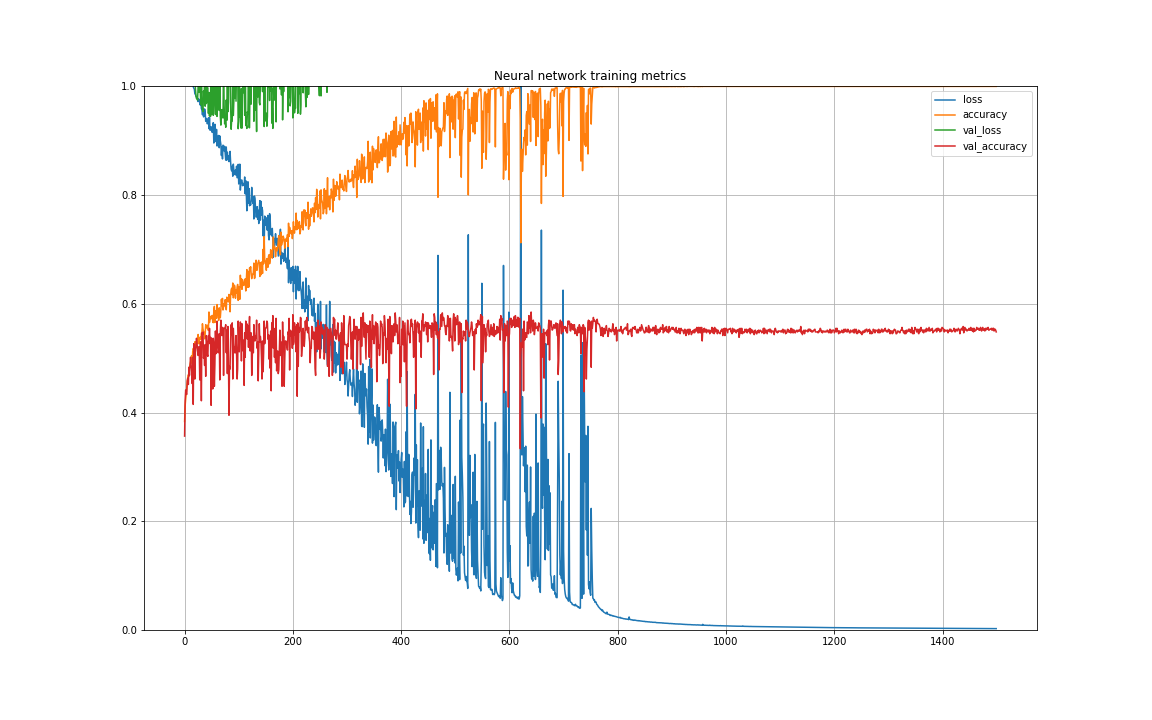 Neural network training metrics
1.0
0.8
0.6
0.4
0.2
0.0
0 200 400 600 800 1000 1200 1400
loss
accuracy
val_loss
val_accuracy